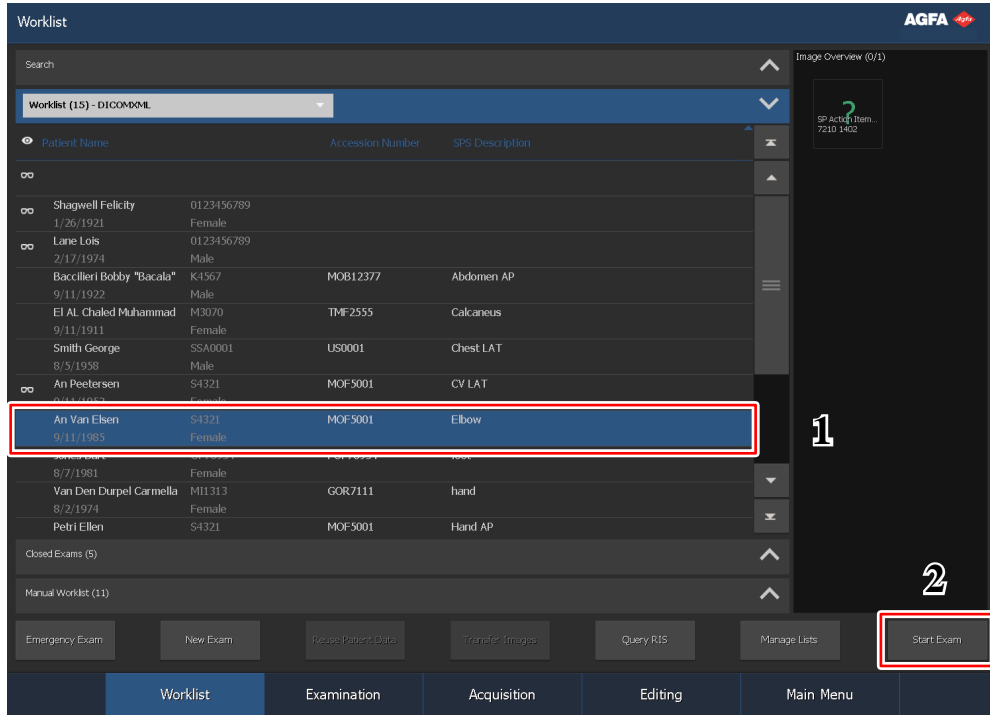 Worklist
AGFA
Agfa
Search
Image Overview (0/1)
Worklist (15) - DICOMXML
?
SP Action Item...
7210 1402
Patient Name Accession Number SPS Description
Shagwell Felicity 0123456789
1/26/1921 Female
Lane Lois 0123456789
2/17/1974 Male
Baccilieri Bobby "Bacala" K4567 MOB12377 Abdomen AP
9/11/1922 Male
El AL Chaled Muhammad M3070 TMF2555 Calcaneus
9/11/1911 Female
Smith George SSA0001 US0001 Chest LAT
8/5/1958 Male
An Peetersen S4321 MOF5001 CV LAT
An Van Elsen S4321 MOF5001 Elbow
9/11/1985 Female
1
8/7/1981 Female
Van Den Durpel Carmella MI1313 GOR7111 hand
8/2/1974 Female
Petri Ellen S4321 MOF5001 Hand AP
Closed Exams (5)
Manual Worklist (11)
2
Emergency Exam New Exam Reuse Patient Data Transfer Images Query RIS Manage Lists Start Exam
Worklist Examination Acquisition Editing Main Menu